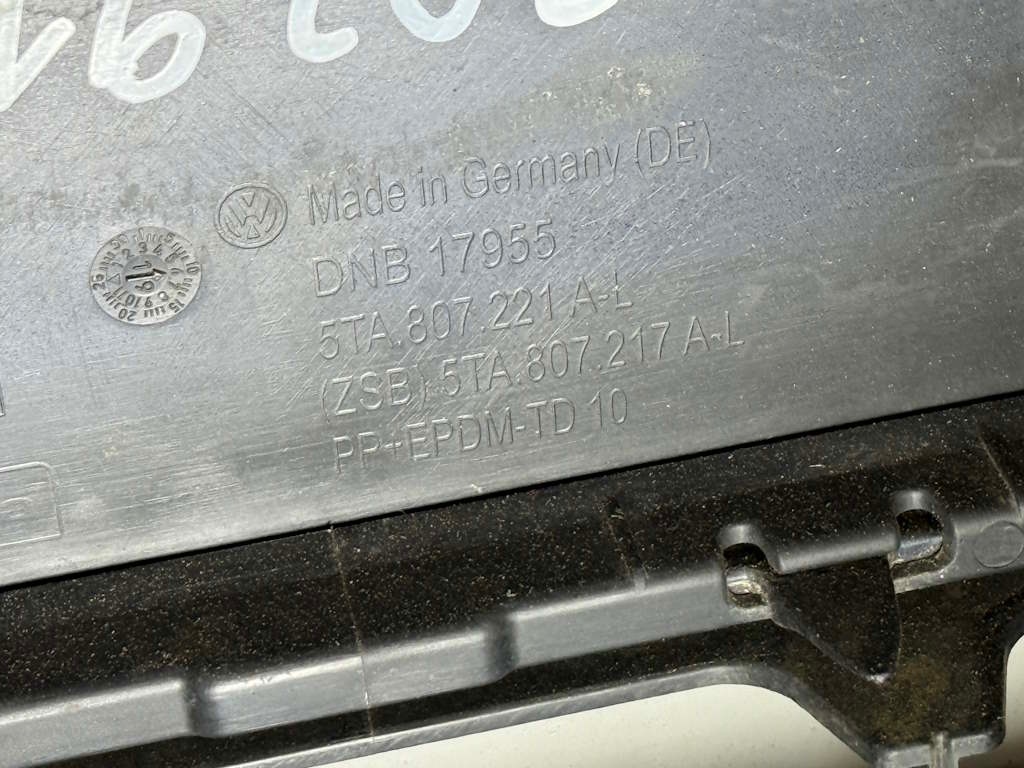 Made in Germany (DE)
DNB 17955
5TA.807.221 A-L
(ZSB) 5TA.807.217 A-L
PP+EPDM-TD 10